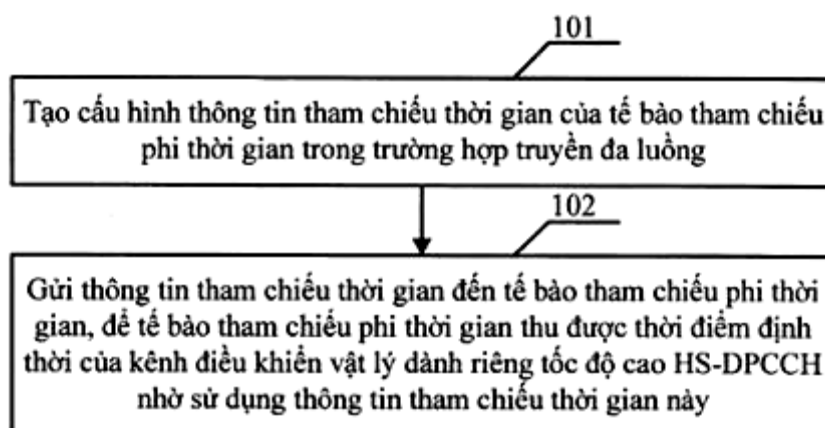 101
Tạo cấu hình thông tin tham chiếu thời gian của tế bào tham chiếu
phi thời gian trong trường hợp truyền đa luồng
102
Gửi thông tin tham chiếu thời gian đến tế bào tham chiếu phi thời
gian, để tế bào tham chiếu phi thời gian thu được thời điểm định
thời của kênh điều khiển vật lý dành riêng tốc độ cao HS-DPCCH
nhờ sử dụng thông tin tham chiếu thời gian này